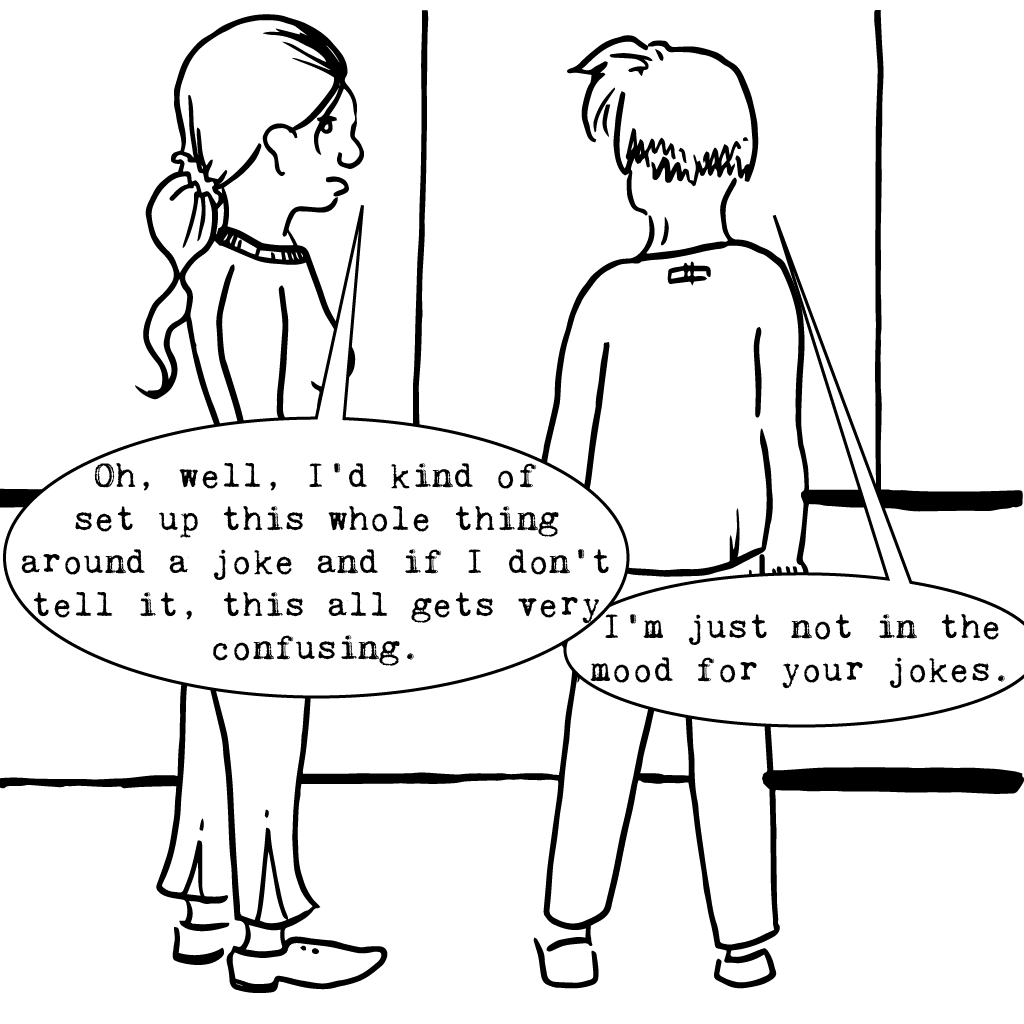 Oh, well, I'd kind of
set up this whole thing
around a joke and if I don't
tell it, this all gets very
confusing.
I'm just not in the
mood for your jokes.